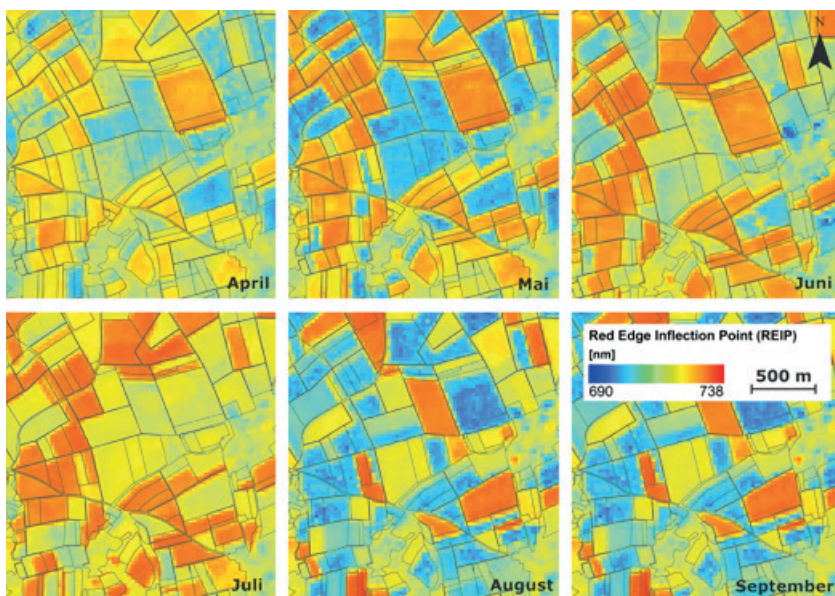 April
Mai
N
Juni
Juli
August
Red Edge Inflection Point (REIP)
[nm]
690
738
500 m
September